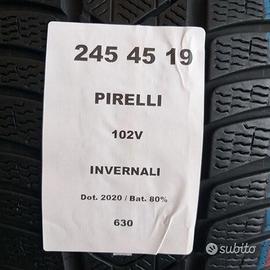 245 45 19
PIRELLI
102V
INVERNALI
Dot. 2020 / Bat. 80%
630
subito